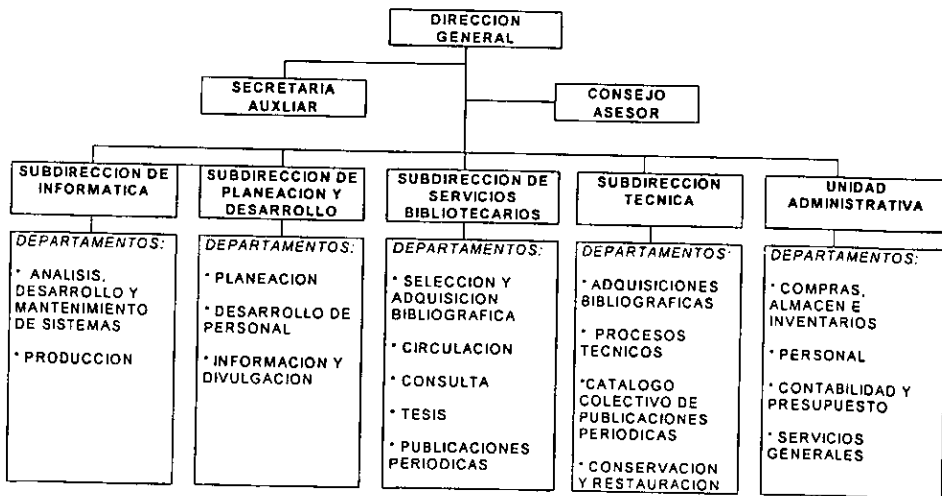 DIRECCION
GENERAL
SECRETARIA
AUXLIAR
CONSEJO
ASESOR
SUBDIRECCION DE
INFORMATICA
SUBDIRECCION DE
PLANEACION Y
DESARROLLO
SUBDIRECCION DE
SERVICIOS
BIBLIOTECARIOS
SUBDIRECCIÓN
TECNICA
UNIDAD
ADMINISTRATIVA
DEPARTAMENTOS:
* ANALISIS,
DESARROLLO Y
MANTENIMIENTO
DE SISTEMAS
* PRODUCCION
DEPARTAMENTOS:
* PLANEACION
* DESARROLLO DE
PERSONAL
* INFORMACION Y
DIVULGACION
DEPARTAMENTOS:
* SELECCION Y
ADQUISICION
BIBLIOGRAFICA
* CIRCULACION
* CONSULTA
* TESIS
* PUBLICACIONES
PERIODICAS
DEPARTAMENTOS:
* ADQUISICIONES
BIBLIOGRAFICAS
* PROCESOS
TECNICOS
*CATALOGO
COLECTIVO DE
PUBLICACIONES
PERIODICAS
* CONSERVACION
Y RESTAURACION
DEPARTAMENTOS:
* COMPRAS,
ALMACEN E
INVENTARIOS
* PERSONAL
* CONTABILIDAD Y
PRESUPUESTO
* SERVICIOS
GENERALES